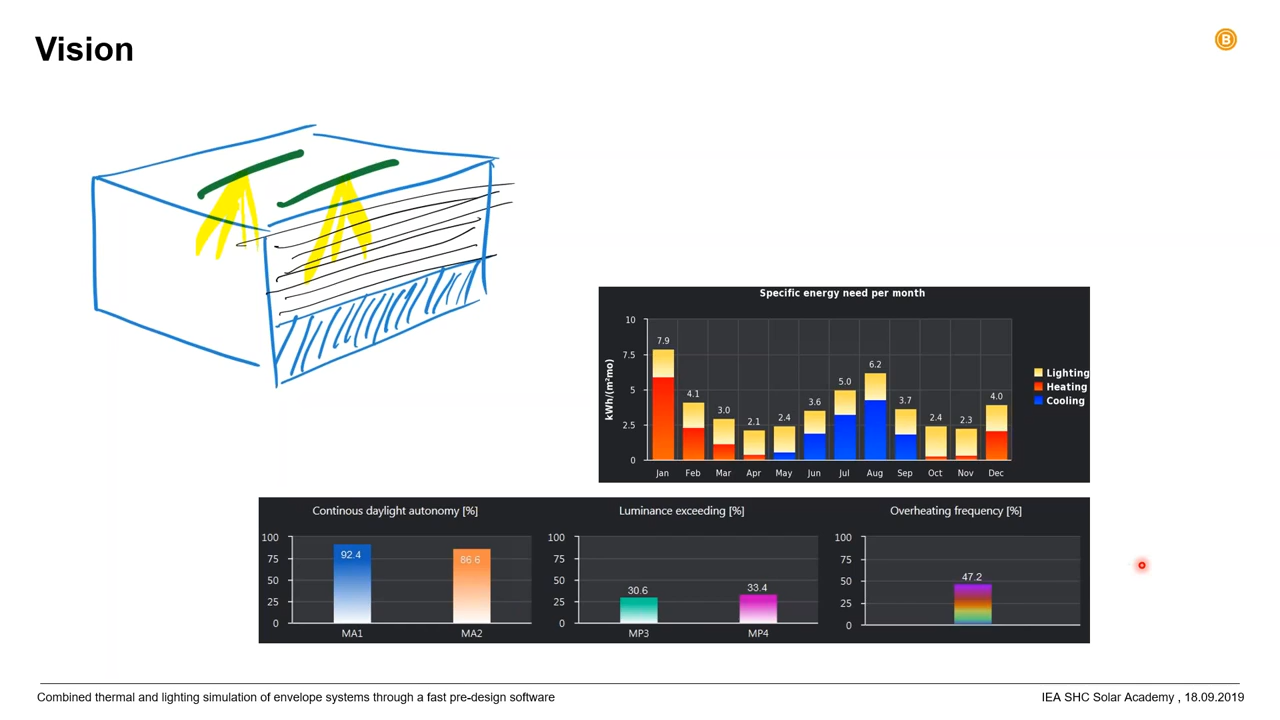 Vision
B
Specific energy need per month
kWh/(m²mo)
10
7.5
5
2.5
0
7.9
4.1
3.0
2.1
2.4
3.6
5.0
6.2
3.7
2.4
2.3
4.0
Jan Feb Mar Apr May Jun Jul Aug Sep Oct Nov Dec
Lighting
Heating
Cooling
Continous daylight autonomy [%]
100
75
50
25
0
92.4
86.6
MA1 MA2
Luminance exceeding [%]
100
75
50
25
0
30.6
33.4
MP3 MP4
Overheating frequency [%]
100
75
50
25
0
47.2
Combined thermal and lighting simulation of envelope systems through a fast pre-design software
IEA SHC Solar Academy , 18.09.2019